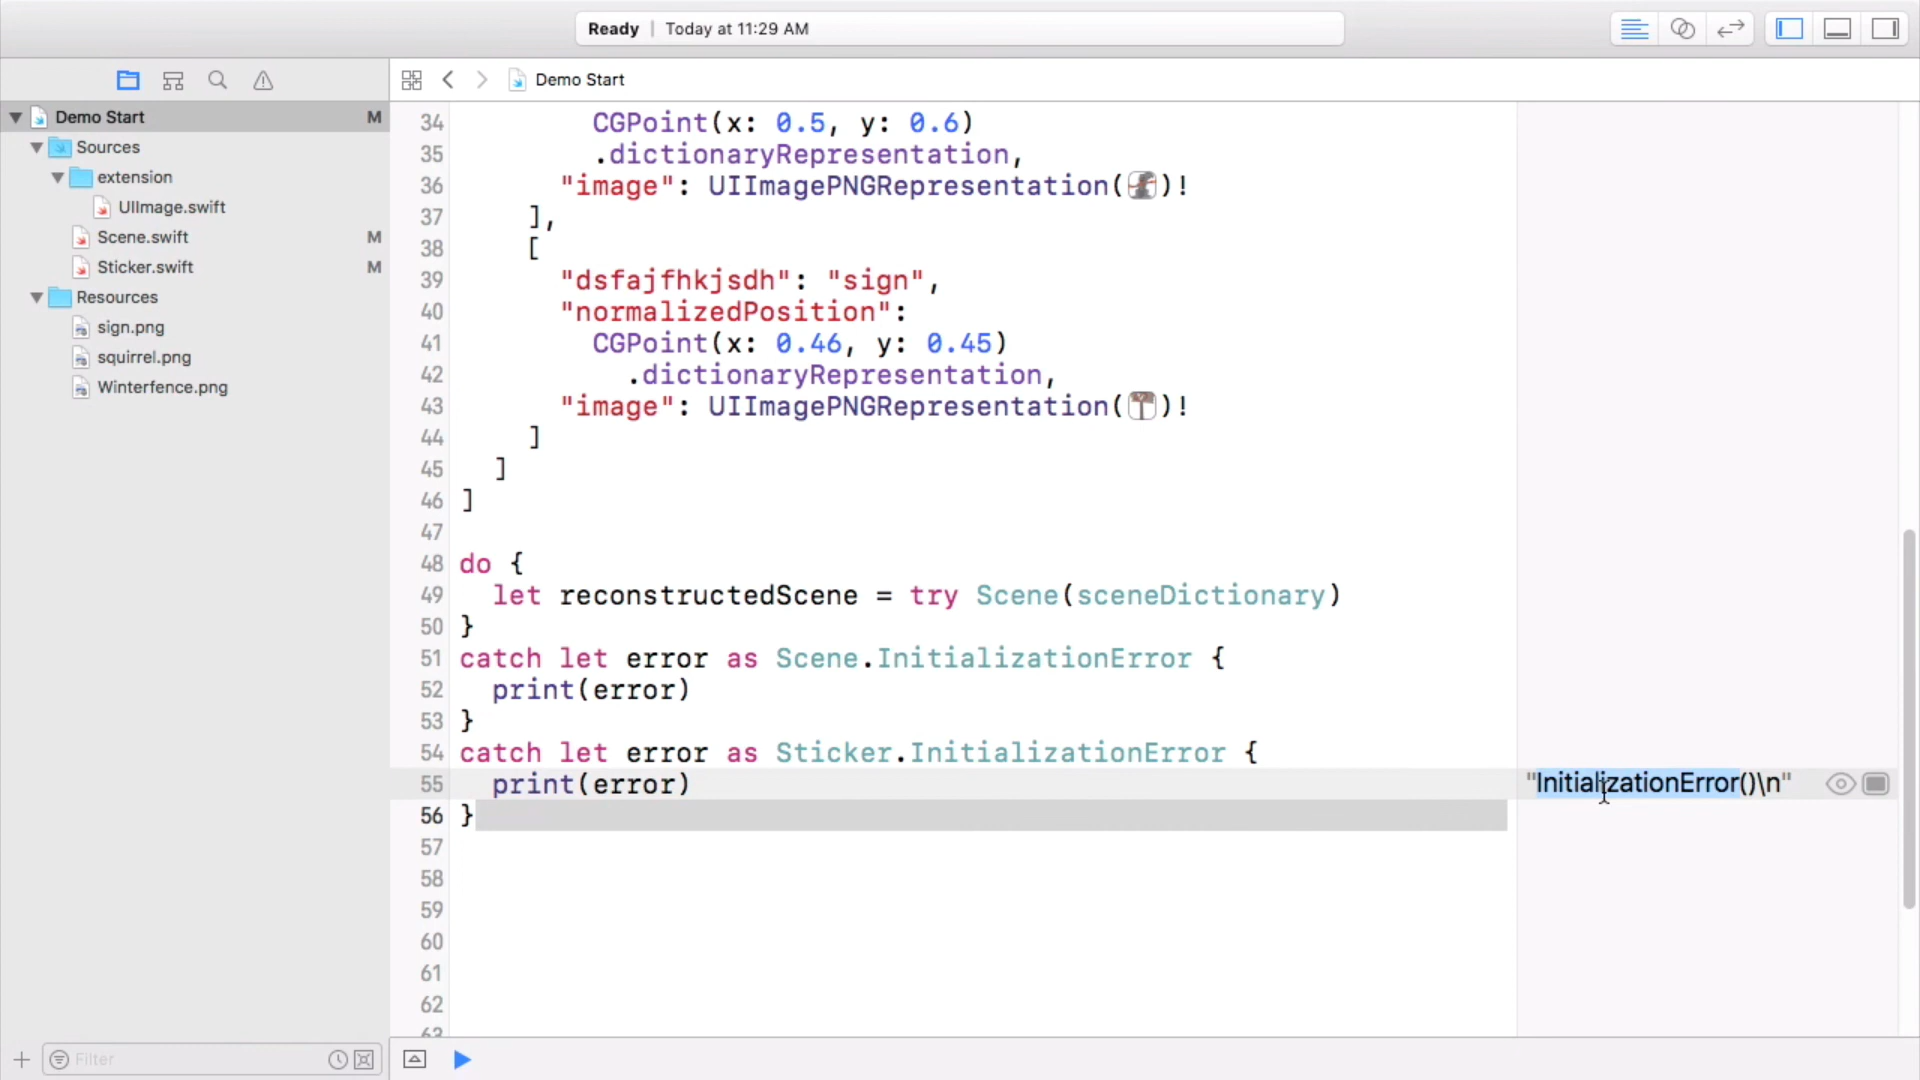 Ready | Today at 11:29 AM
Demo Start
Demo Start M
Sources
extension
UIImage.swift
Scene.swift M
Sticker.swift M
Resources
sign.png
squirrel.png
Winterfence.png
34 CGPoint(x: 0.5, y: 0.6)
35 .dictionaryRepresentation,
36 "image": UIImagePNGRepresentation()!
37 ],
38 [
39 "dsfajfhkjsdh": "sign",
40 "normalizedPosition":
41 CGPoint(x: 0.46, y: 0.45)
42 .dictionaryRepresentation,
43 "image": UIImagePNGRepresentation()!
44 ]
45 ]
46 ]
47
48 do {
49 let reconstructedScene = try Scene(sceneDictionary)
50 }
51 catch let error as Scene.InitializationError {
52 print(error)
53 }
54 catch let error as Sticker.InitializationError {
55 print(error) "InitializationError()\n"
56 }
57
58
59
60
61
62
63
Filter